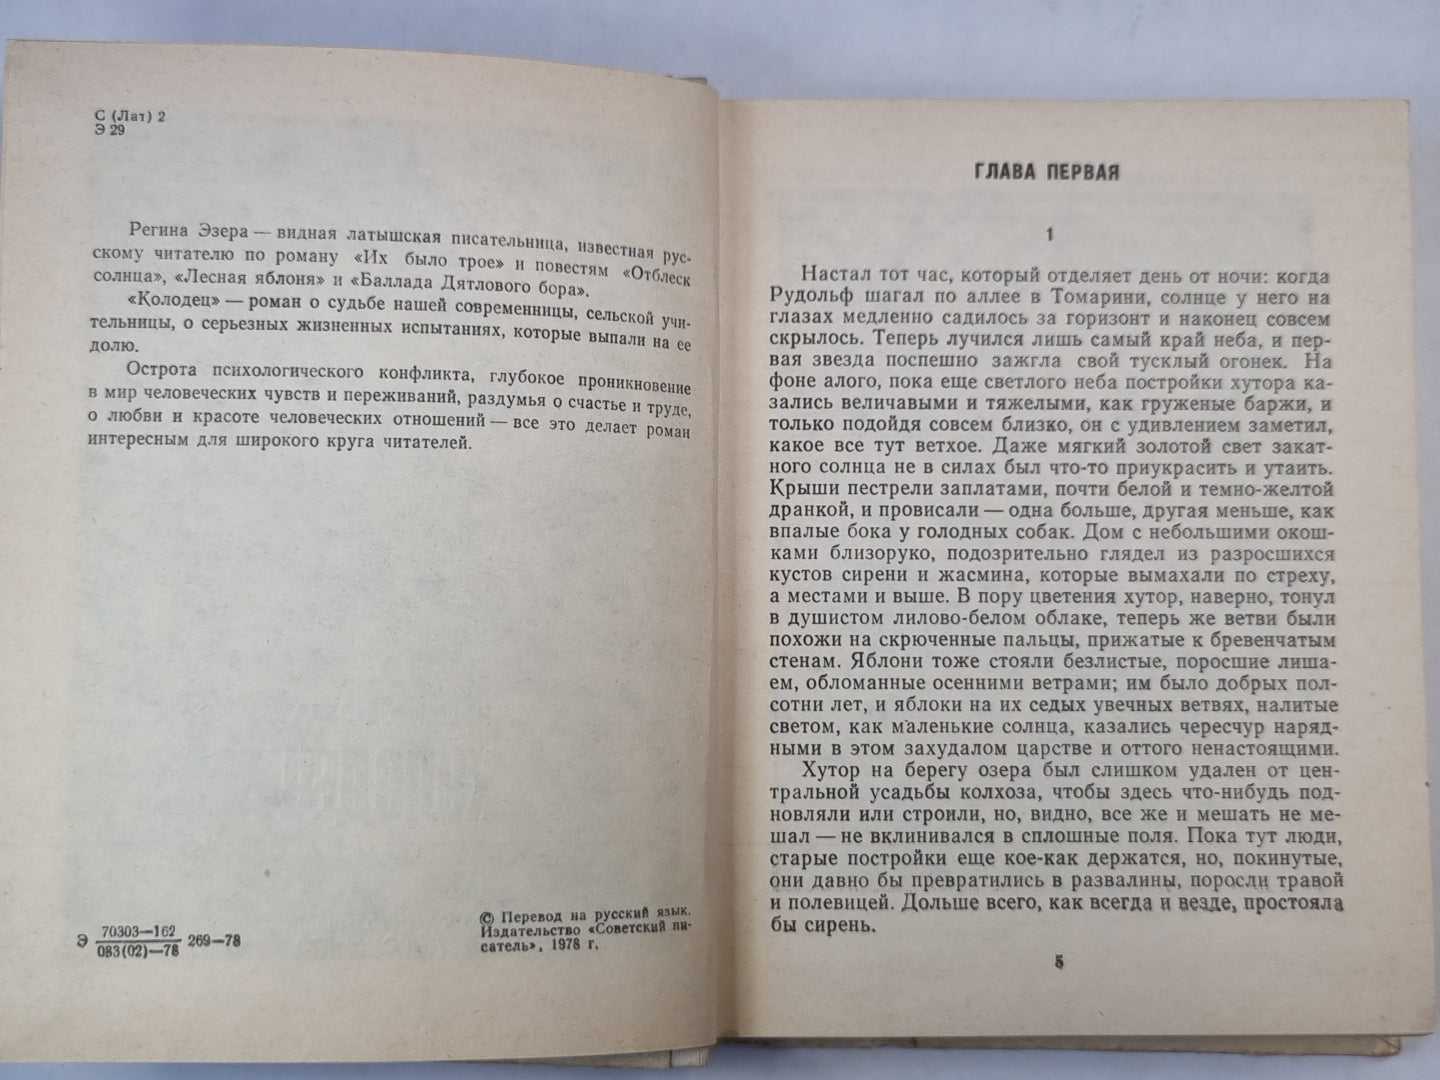 С (Лат) 2
Э 29
Регина Эзера — видная латышская писательница, известная рус-
скому читателю по роману «Их было трое» и повестям «Отблеск
солнца», «Лесная яблоня» и «Баллада Дятлового бора».
«Колодец» — роман о судьбе нашей современницы, сельской учи-
тельницы, о серьезных жизненных испытаниях, которые выпали на ее
долю.
Острота психологического конфликта, глубокое проникновение
в мир человеческих чувств и переживаний, раздумья о счастье и труде,
о любви и красоте человеческих отношений — все это делает роман
интересным для широкого круга читателей.
Э 70303—162 269—78
083(02)—78
© Перевод на русский язык.
Издательство «Советский пи-
сатель», 1978 г.
ГЛАВА ПЕРВАЯ
1
Настал тот час, который отделяет день от ночи: когда
Рудольф шагал по аллее в Томарини, солнце у него на
глазах медленно садилось за горизонт и наконец совсем
скрылось. Теперь лучился лишь самый край неба, и пер-
вая звезда поспешно зажгла свой тусклый огонек. На
фоне алого, пока еще светлого неба постройки хутора ка-
зались величавыми и тяжелыми, как груженые баржи, и
только подойдя совсем близко, он с удивлением заметил,
какое все тут ветхое. Даже мягкий золотой свет закат-
ного солнца не в силах был что-то приукрасить и утаить.
Крыши пестрели заплатами, почти белой и темно-желтой
дранкой, и провисали — одна больше, другая меньше, как
впалые бока у голодных собак. Дом с небольшими окош-
ками близоруко, подозрительно глядел из разросшихся
кустов сирени и жасмина, которые вымахали по стреху,
а местами и выше. В пору цветения хутор, наверно, тонул
в душистом лилово-белом облаке, теперь же ветви были
похожи на скрюченные пальцы, прижатые к бревенчатым
стенам. Яблони тоже стояли безлистые, поросшие лиша-
ем, обломанные осенними ветрами; им было добрых пол-
сотни лет, и яблоки на их седых увечных ветвях, налитые
светом, как маленькие солнца, казались чересчур наряд-
ными в этом захудалом царстве и оттого ненастоящими.
Хутор на берегу озера был слишком удален от цен-
тральной усадьбы колхоза, чтобы здесь что-нибудь под-
новляли или строили, но, видно, все же и мешать не ме-
шал — не вклинивался в сплошные поля. Пока тут люди,
старые постройки еще кое-как держатся, но, покинутые,
они давно бы превратились в развалины, поросли травой
и полевицей. Дольше всего, как всегда и везде, простояла
бы сирень.
5